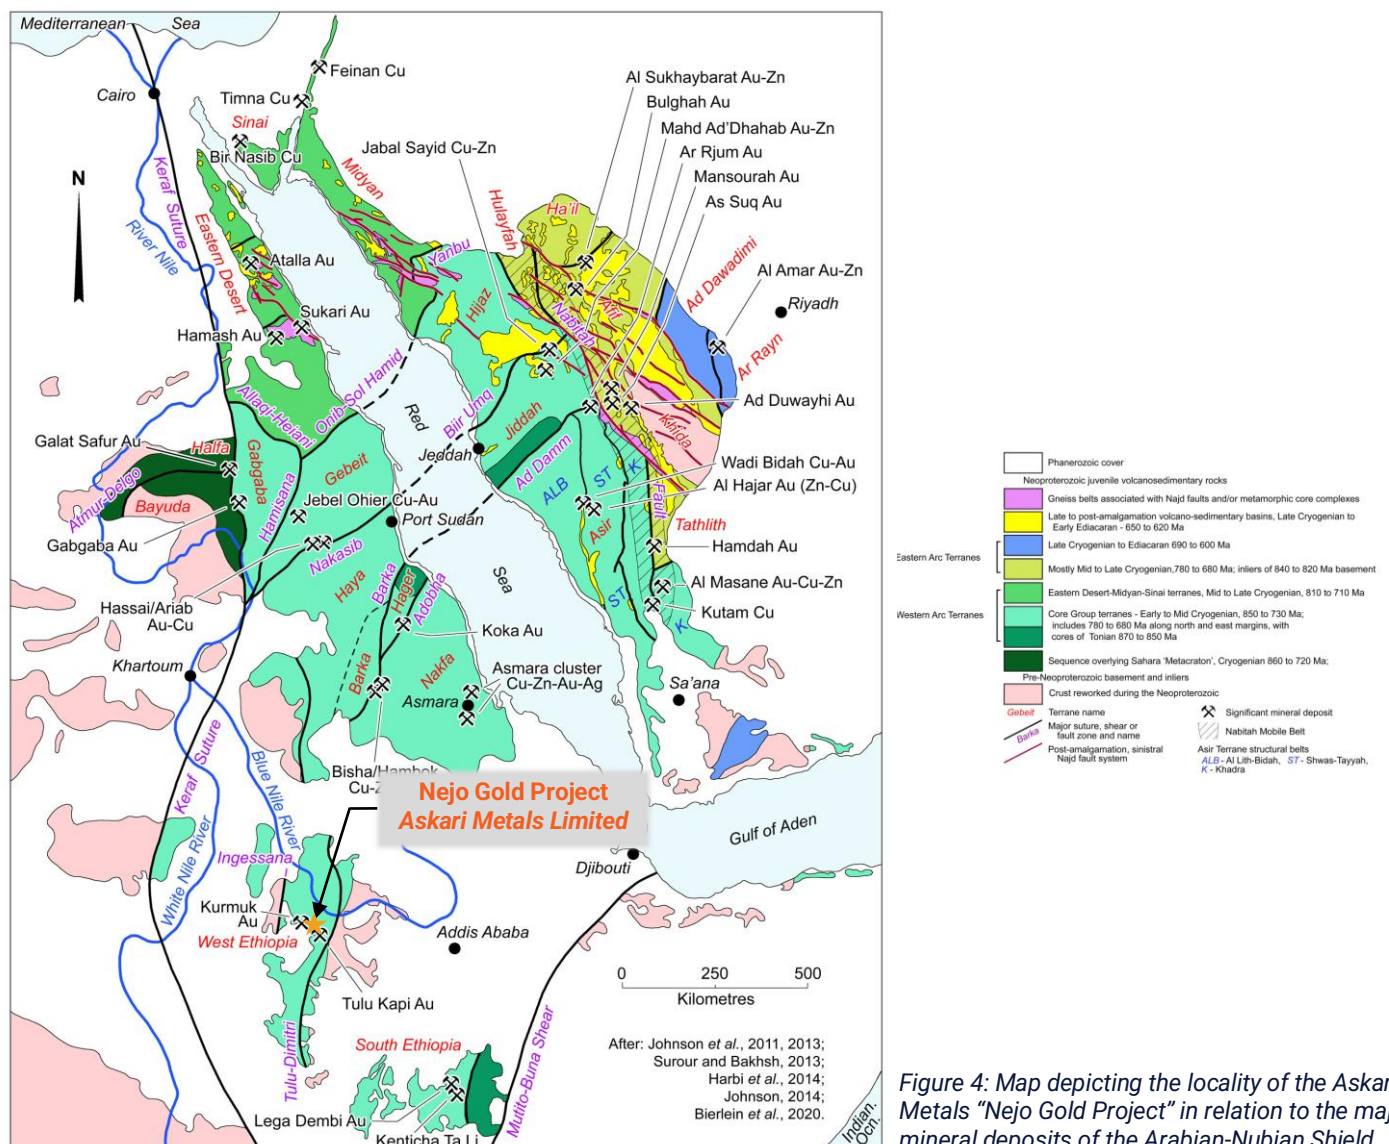 Mediterranean Sea
Cairo
Feinan Cu
Timna Cu
Sinai
Bir Nasib Cu
N
Keraf Suture
River Nile
Eastern Desert
Midyan
Jabal Sayid Cu-Zn
Al Sukhaybarat Au-Zn
Bulghah Au
Mahd Ad'Dhahab Au-Zn
Ar Rjum Au
Mansourah Au
As Suq Au
Hulayfah
Ha'il
Ad Dawadimi
Al Amar Au-Zn
Riyadh
Yanbu
Hijaz
Nabitah
Afif
Ar Rayn
Atalla Au
Sukari Au
Hamash Au
Allaqi-Heiani
Onib-Sol Hamid
Red
Sea
Biir Umq
Jiddah
Jeddah
Ad Damm
Khida
Ad Duwayhi Au
Galat Safur Au
Halfa
Gabgaba
Gebeit
Atmur-Delgo
Bayuda
Hamisana
Jebel Ohier Cu-Au
Port Sudan
Gabgaba Au
Nakasib
ALB
ST
K
Fault
Wadi Bidah Cu-Au
Al Hajar Au (Zn-Cu)
Asir
Tathlith
Hamdah Au
Al Masane Au-Cu-Zn
ST
Kutam Cu
K
Hassai/Ariab
Au-Cu
Haya
Barka
Hager
Adobha
Koka Au
Khartoum
Barka
Nakfa
Asmara cluster
Cu-Zn-Au-Ag
Asmara
Sa'ana
Bisha/Hambok
Cu-Z
Keraf Suture
Blue Nile River
White Nile River
Nejo Gold Project
Askari Metals Limited
Gulf of Aden
Djibouti
Ingessana
Kurmuk
Au
West Ethiopia
Addis Ababa
Tulu Kapi Au
Tulu-Dimitri
0 250 500
Kilometres
South Ethiopia
Mutito-Buna Shear
Lega Dembi Au
Kenticha Ta Li
After: Johnson et al., 2011, 2013;
Surour and Bakhsh, 2013;
Harbi et al., 2014;
Johnson, 2014;
Bierlein et al., 2020.
Indian.
Ocn.
Phanerozoic cover
Neoproterozoic juvenile volcanosedimentary rocks
Gneiss belts associated with Najd faults and/or metamorphic core complexes
Late to post-amalgamation volcano-sedimentary basins, Late Cryogenian to
Early Ediacaran - 650 to 620 Ma
Late Cryogenian to Ediacaran 690 to 600 Ma
Eastern Arc Terranes
Mostly Mid to Late Cryogenian,780 to 680 Ma; inliers of 840 to 820 Ma basement
Eastern Desert-Midyan-Sinai terranes, Mid to Late Cryogenian, 810 to 710 Ma
Western Arc Terranes
Core Group terranes - Early to Mid Cryogenian, 850 to 730 Ma;
includes 780 to 680 Ma along north and east margins, with
cores of Tonian 870 to 850 Ma
Sequence overlying Sahara 'Metacraton', Cryogenian 860 to 720 Ma;
Pre-Neoproterozoic basement and inliers
Crust reworked during the Neoproterozoic
Gebeit Terrane name
Barka Major suture, shear or
fault zone and name
Post-amalgamation, sinistral
Najd fault system
Significant mineral deposit
Nabitah Mobile Belt
Asir Terrane structural belts
ALB - Al Lith-Bidah, ST - Shwas-Tayyah,
K - Khadra
Figure 4: Map depicting the locality of the Askar
Metals "Nejo Gold Project" in relation to the maj
mineral deposits of the Arabian-Nubian Shield